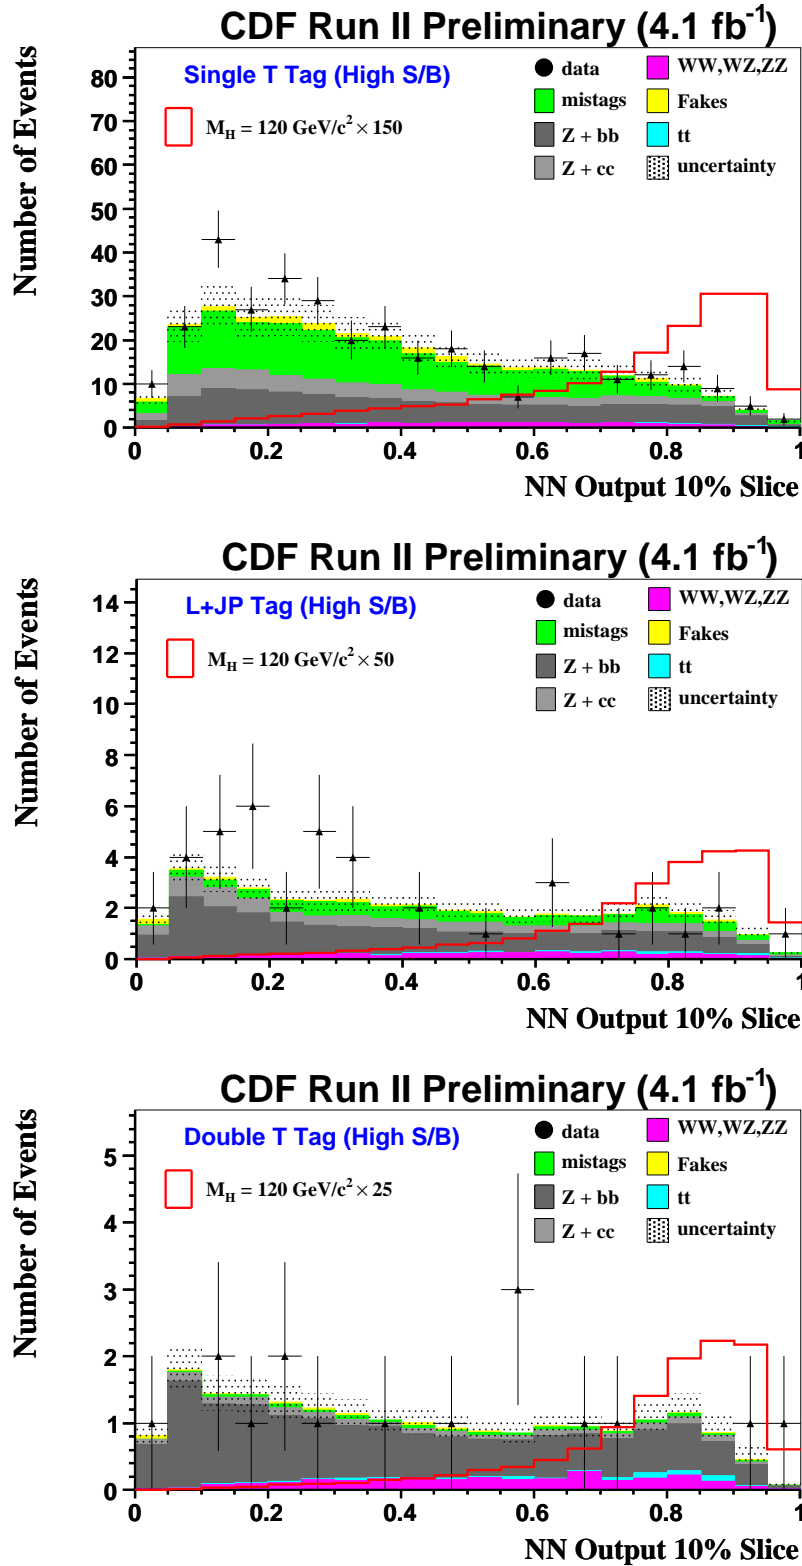 CDF Run II Preliminary (4.1 fb⁻¹)
Number of Events
Single T Tag (High S/B)
M_H = 120 GeV/c² × 150
data
mistags
Z + bb
Z + cc
WW,WZ,ZZ
Fakes
tt
uncertainty
80
70
60
50
40
30
20
10
0
0 0.2 0.4 0.6 0.8 1
NN Output 10% Slice
CDF Run II Preliminary (4.1 fb⁻¹)
Number of Events
L+JP Tag (High S/B)
M_H = 120 GeV/c² × 50
data
mistags
Z + bb
Z + cc
WW,WZ,ZZ
Fakes
tt
uncertainty
14
12
10
8
6
4
2
0
0 0.2 0.4 0.6 0.8 1
NN Output 10% Slice
CDF Run II Preliminary (4.1 fb⁻¹)
Number of Events
Double T Tag (High S/B)
M_H = 120 GeV/c² × 25
data
mistags
Z + bb
Z + cc
WW,WZ,ZZ
Fakes
tt
uncertainty
5
4
3
2
1
0
0 0.2 0.4 0.6 0.8 1
NN Output 10% Slice